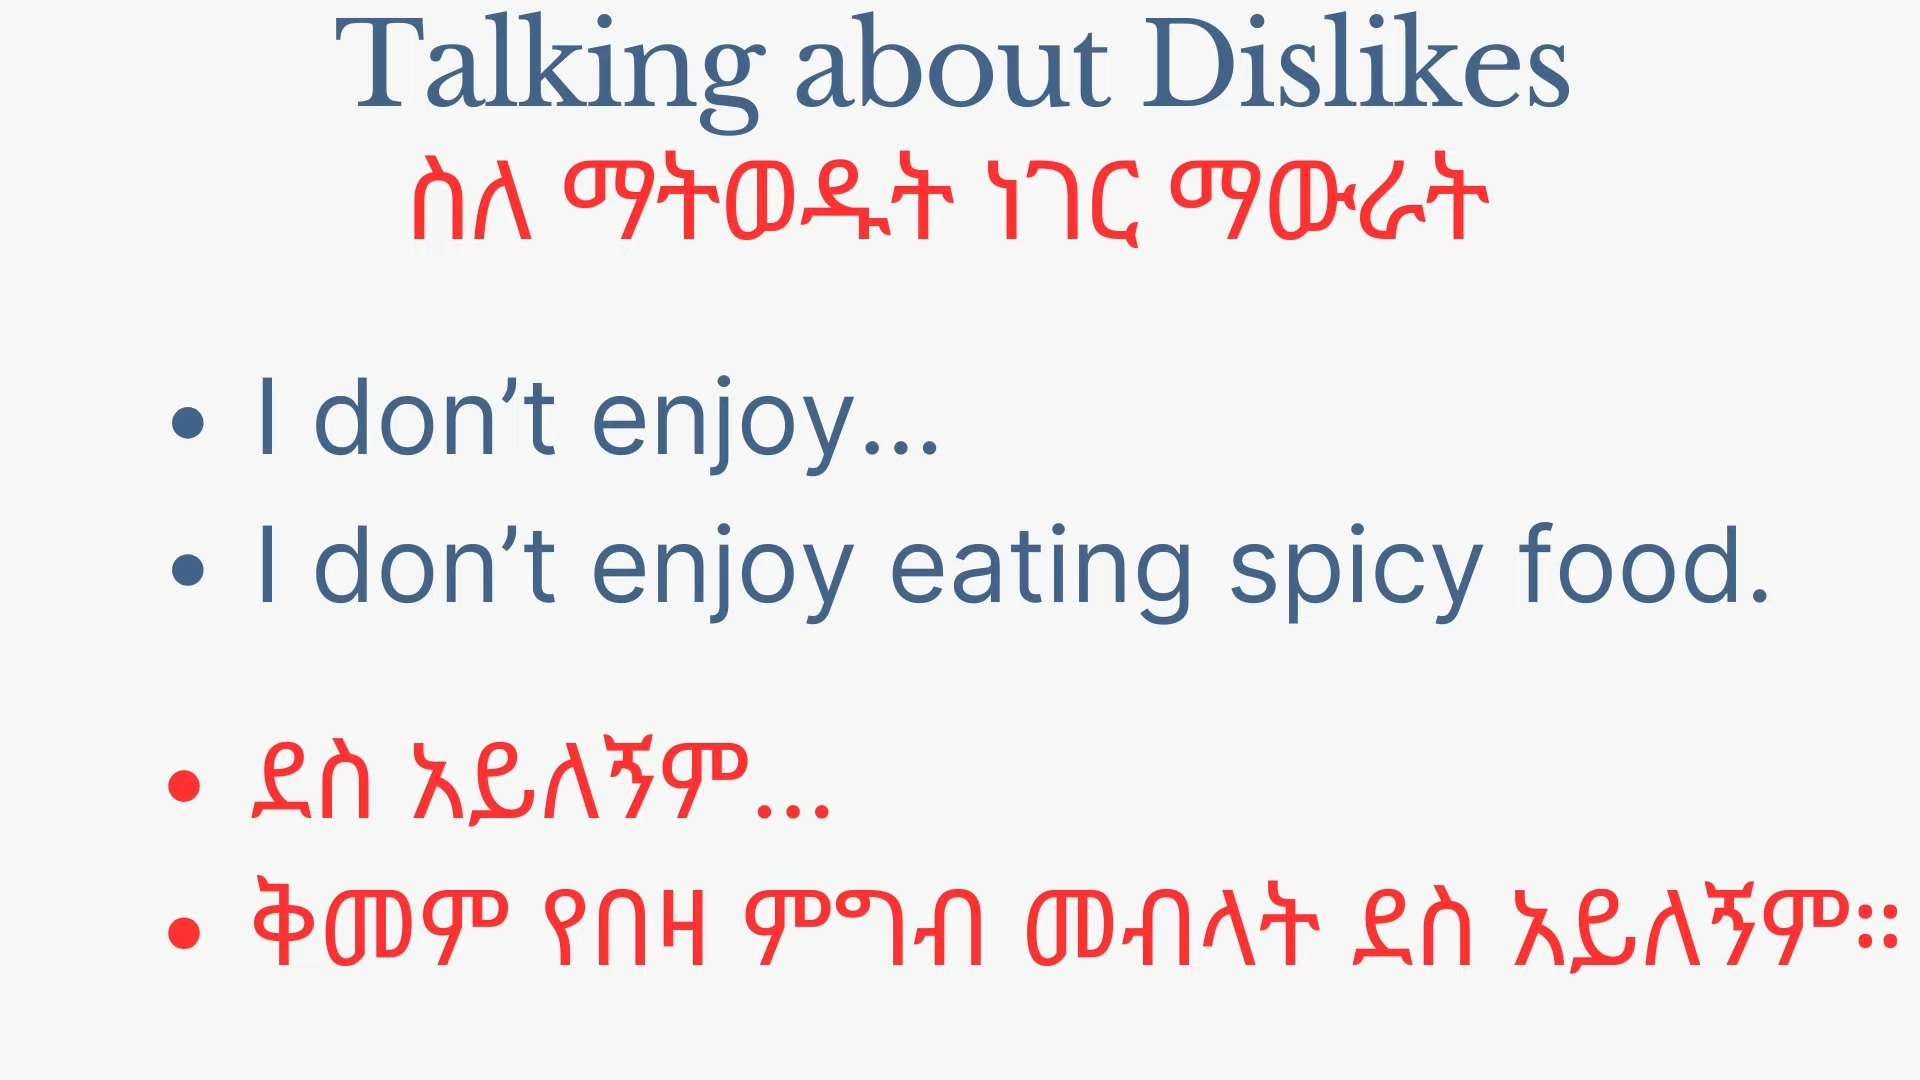 Talking about Dislikes
ስለ ማትወዱት ነገር ማውራት
• I don’t enjoy...
• I don’t enjoy eating spicy food.
• ደስ አይለኝም...
• ቅመም የበዛ ምግብ መብላት ደስ አይለኝም።